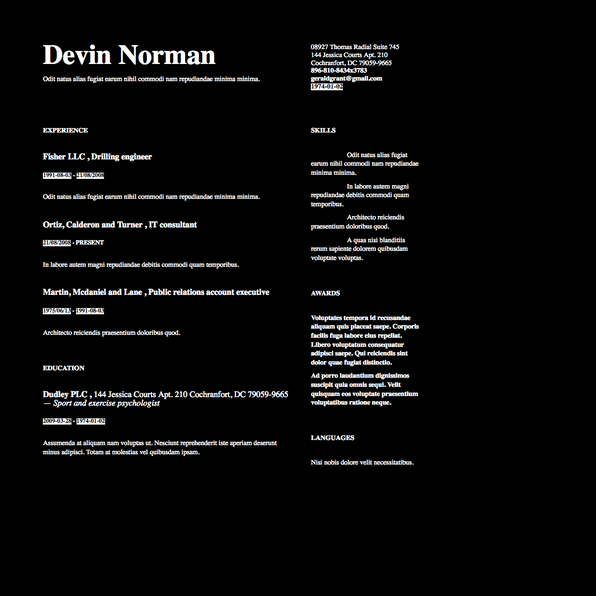 Devin Norman
Odit natus alias fugiat earum nihil commodi nam repudiandae minima minima.
08927 Thomas Radial Suite 745
144 Jessica Courts Apt. 210
Cochranfort, DC 79059-9665
896-810-8434x3783
geraldgrant@gmail.com
1974-01-02
EXPERIENCE
Fisher LLC , Drilling engineer
1991-08-03 - 21/08/2008
Odit natus alias fugiat earum nihil commodi nam repudiandae minima minima.
Ortiz, Calderon and Turner , IT consultant
21/08/2008 - PRESENT
In labore autem magni repudiandae debitis commodi quam temporibus.
Martin, Mcdaniel and Lane , Public relations account executive
1975/06/13 - 1991-08-03
Architecto reiciendis praesentium doloribus quod.
EDUCATION
Dudley PLC , 144 Jessica Courts Apt. 210 Cochranfort, DC 79059-9665
— Sport and exercise psychologist
2009-03-28 - 1974-01-02
Assumenda at aliquam nam voluptas ut. Nesciunt reprehenderit iste aperiam deserunt
minus adipisci. Totam at molestias vel quibusdam ipsam.
SKILLS
Odit natus alias fugiat
earum nihil commodi nam repudiandae
minima minima.
In labore autem magni
repudiandae debitis commodi quam
temporibus.
Architecto reiciendis
praesentium doloribus quod.
A quas nisi blanditiis
rerum sapiente dolorem quibusdam
voluptate voluptas.
AWARDS
Voluptates tempora id recusandae
aliquam quis placeat saepe. Corporis
facilis fuga labore eius repellat.
Libero voluptatum consequatur
adipisci saepe. Qui reiciendis sint
dolor quae fugiat distinctio.
Ad porro laudantium dignissimos
suscipit quia omnis sequi. Velit
quisquam eos voluptate praesentium
voluptatibus ratione neque.
LANGUAGES
Nisi nobis dolore velit necessitatibus.